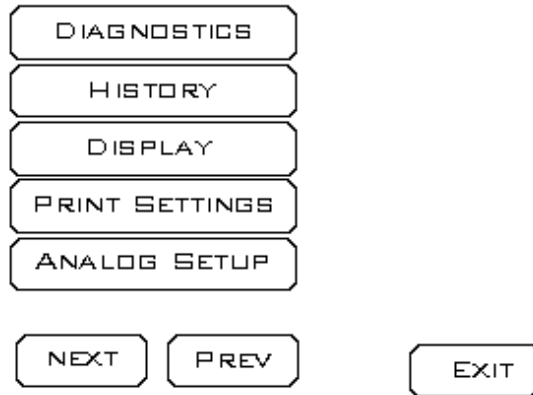 DIAGNOSTICS
HISTORY
DISPLAY
PRINT SETTINGS
ANALOG SETUP
NEXT PREV EXIT